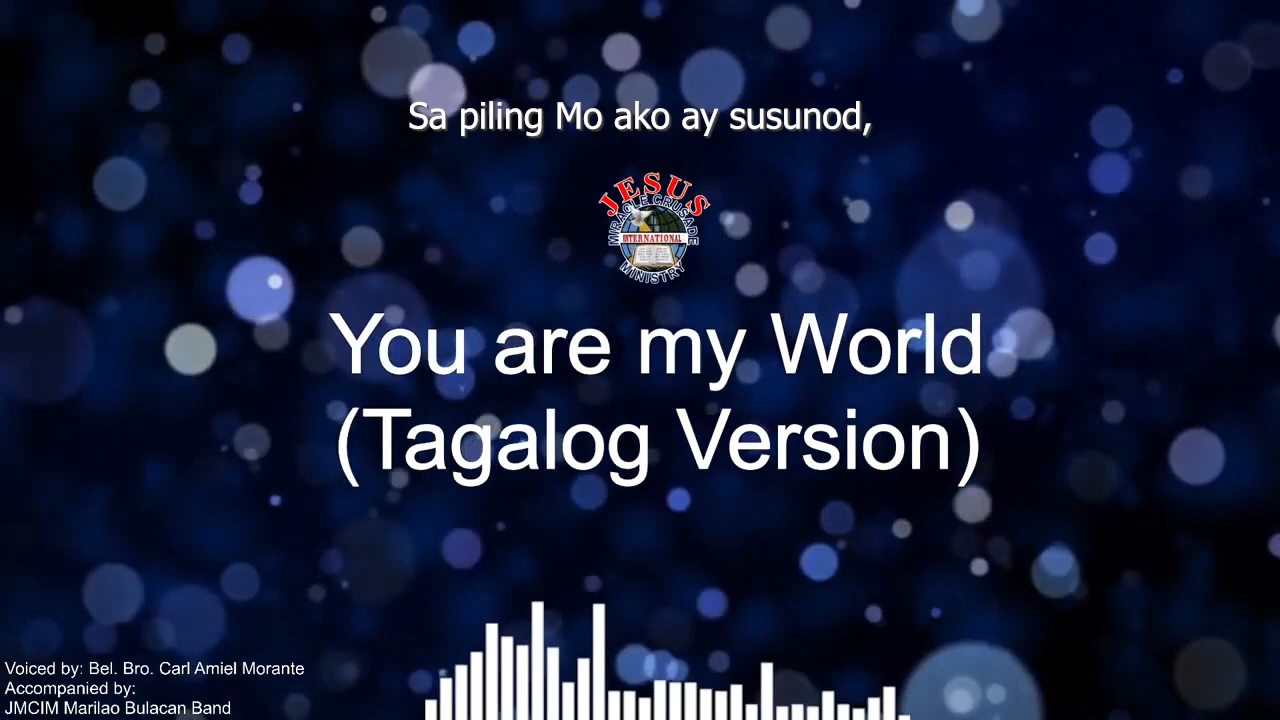 Sa piling Mo ako ay susunod,
JESUS
MIRACLE CRUSADE
INTERNATIONAL
MINISTRY
You are my World
(Tagalog Version)
Voiced by: Bel. Bro. Carl Amiel Morante
Accompanied by:
JMCIM Marilao Bulacan Band